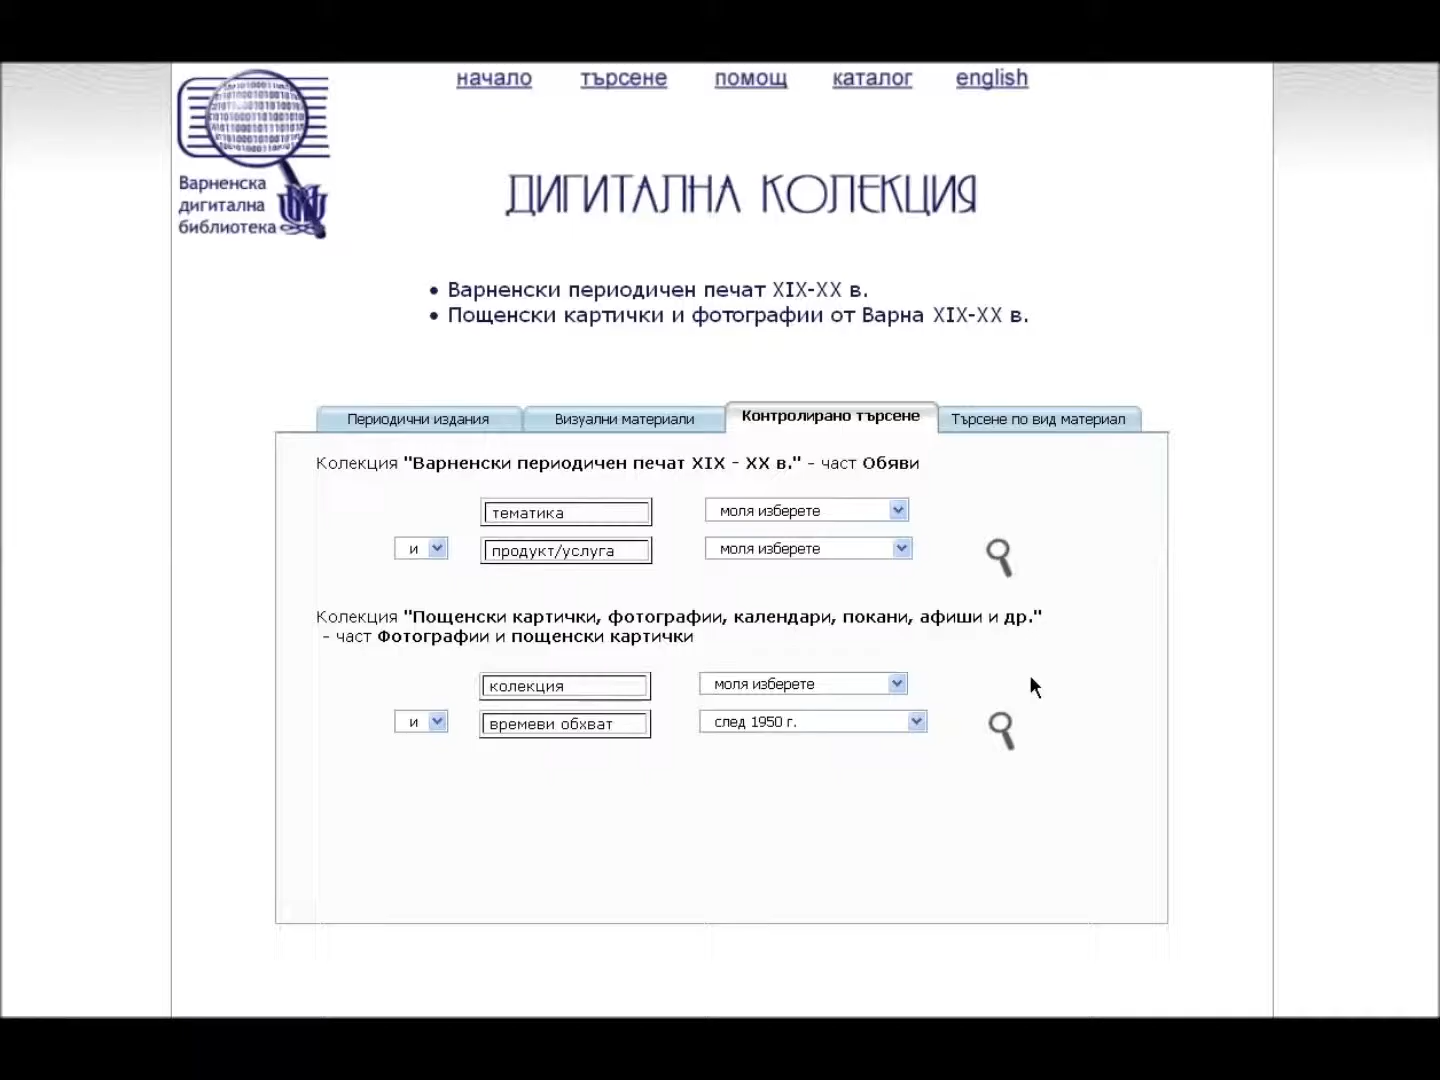 начало търсене помощ каталог english
Варненска
дигитална
библиотека
ДИГИТАЛНА КОЛЕКЦИЯ
• Варненски периодичен печат XIX-XX в.
• Пощенски картички и фотографии от Варна XIX-XX в.
Периодични издания Визуални материали Контролирано търсене Търсене по вид материал
Колекция "Варненски периодичен печат XIX - XX в." - част Обяви
тематика моля изберете
и продукт/услуга моля изберете
Колекция "Пощенски картички, фотографии, календари, покани, афиши и др."
- част Фотографии и пощенски картички
колекция моля изберете
и времеви обхват след 1950 г.